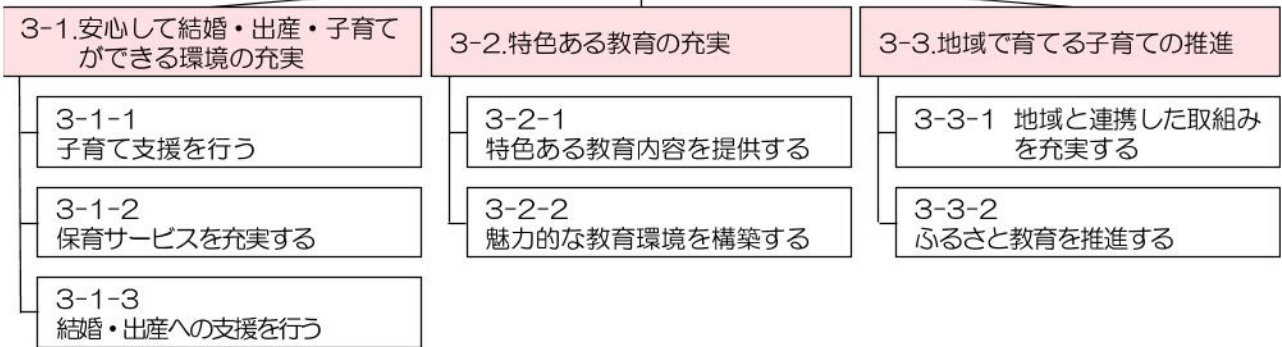 3-1.安心して結婚・出産・子育て
ができる環境の充実
3-1-1
子育て支援を行う
3-1-2
保育サービスを充実する
3-1-3
結婚・出産への支援を行う
3-2.特色ある教育の充実
3-2-1
特色ある教育内容を提供する
3-2-2
魅力的な教育環境を構築する
3-3.地域で育てる子育ての推進
3-3-1 地域と連携した取組み
を充実する
3-3-2
ふるさと教育を推進する